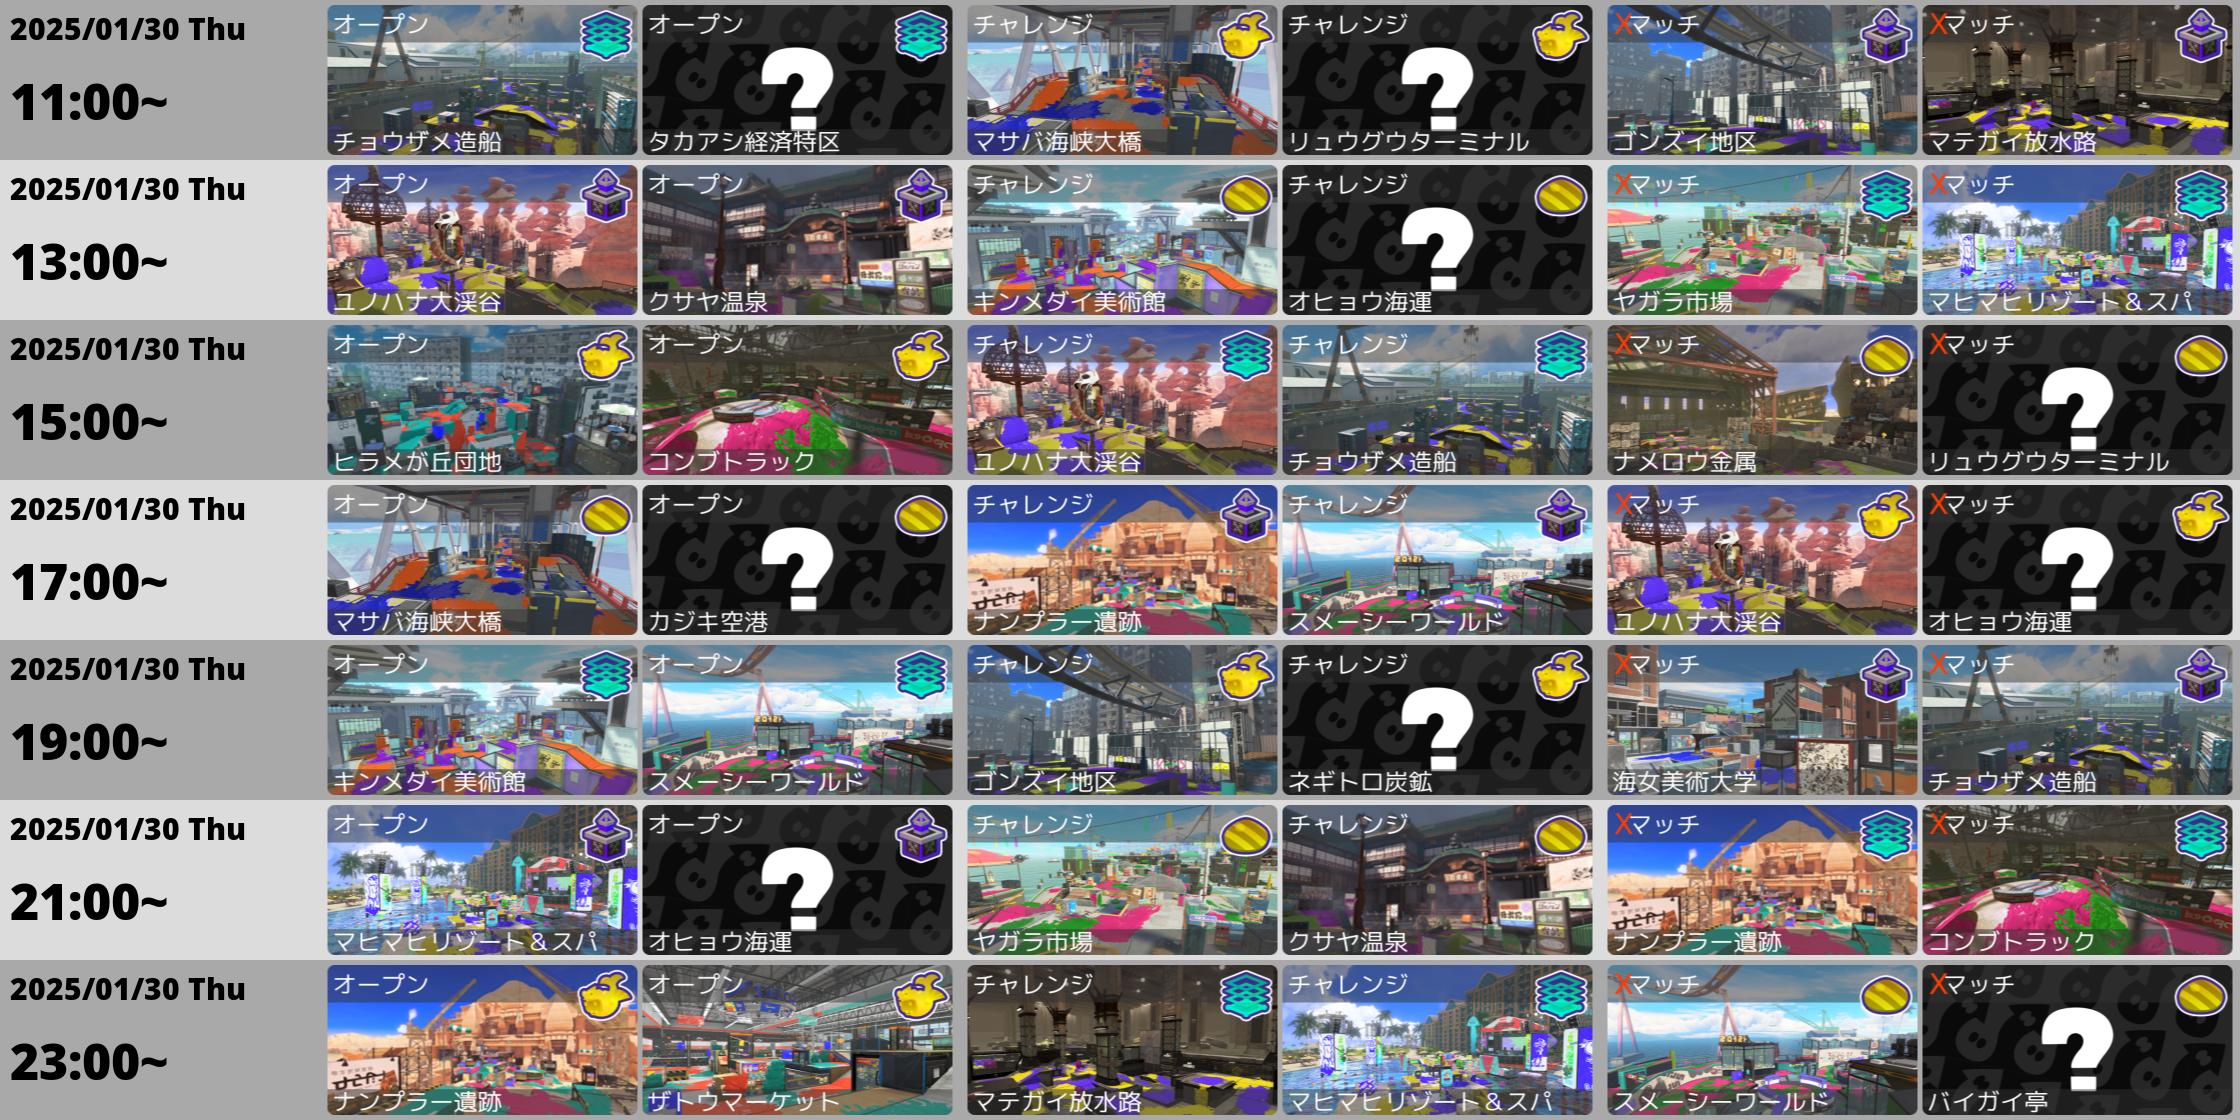 2025/01/30 Thu
11:00~
オープン
チョウザメ造船
オープン
タカアシ経済特区
チャレンジ
マサバ海峡大橋
チャレンジ
リュウグウターミナル
Xマッチ
ゴンズイ地区
Xマッチ
マテガイ放水路
2025/01/30 Thu
13:00~
オープン
ユノハナ大渓谷
オープン
クサヤ温泉
チャレンジ
キンメダイ美術館
チャレンジ
オヒョウ海運
Xマッチ
ヤガラ市場
Xマッチ
マヒマヒリゾート＆スパ
2025/01/30 Thu
15:00~
オープン
ヒラメが丘団地
オープン
コンブトラック
チャレンジ
ユノハナ大渓谷
チャレンジ
チョウザメ造船
Xマッチ
ナメロウ金属
Xマッチ
リュウグウターミナル
2025/01/30 Thu
17:00~
オープン
マサバ海峡大橋
オープン
カジキ空港
チャレンジ
ナンプラー遺跡
チャレンジ
スメーシーワールド
Xマッチ
ユノハナ大渓谷
Xマッチ
オヒョウ海運
2025/01/30 Thu
19:00~
オープン
キンメダイ美術館
オープン
スメーシーワールド
チャレンジ
ゴンズイ地区
チャレンジ
ネギトロ炭鉱
Xマッチ
海女美術大学
Xマッチ
チョウザメ造船
2025/01/30 Thu
21:00~
オープン
マヒマヒリゾート＆スパ
オープン
オヒョウ海運
チャレンジ
ヤガラ市場
チャレンジ
クサヤ温泉
Xマッチ
ナンプラー遺跡
Xマッチ
コンブトラック
2025/01/30 Thu
23:00~
オープン
ナンプラー遺跡
オープン
ザトウマーケット
チャレンジ
マテガイ放水路
チャレンジ
マヒマヒリゾート＆スパ
Xマッチ
スメーシーワールド
Xマッチ
バイガイ亭